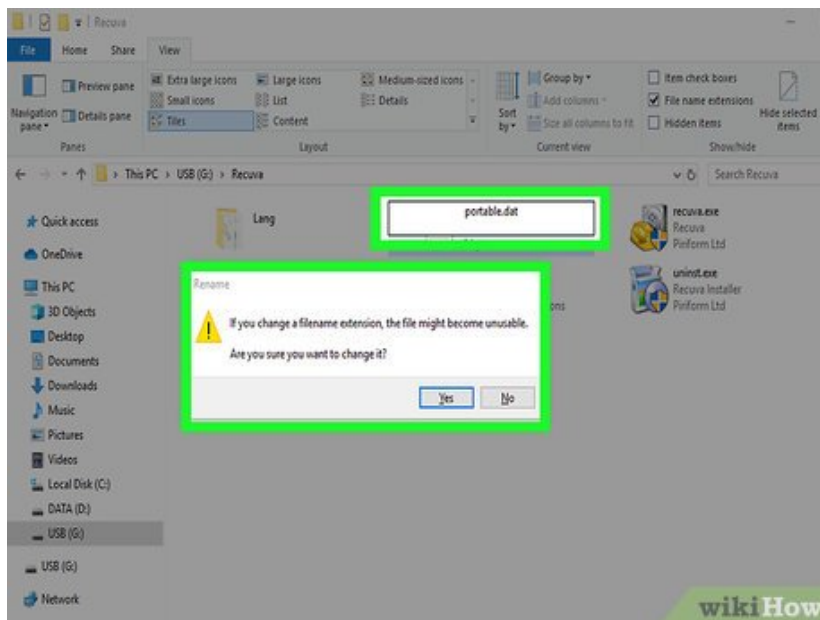 Recuva
File Home Share View
Preview pane
Details pane
Navigation pane
Extra large icons Large icons Medium-sized icons
Small icons List Details
Tiles Content
Sort by
Group by
Add columns
Size all columns to fit
Item check boxes
File name extensions
Hidden items
Hide selected items
Panes Layout Current view Show/hide
This PC > USB (G:) > Recuva
Search Recuva
Quick access
OneDrive
This PC
3D Objects
Desktop
Documents
Downloads
Music
Pictures
Videos
Local Disk (C:)
DATA (D:)
USB (G:)
USB (G:)
Network
Lang
portable.dat
recuva.exe
Recuva
Piriform Ltd
uninst.exe
Recuva Installer
Piriform Ltd
Rename
If you change a filename extension, the file might become unusable.
Are you sure you want to change it?
Yes No
wikiHow